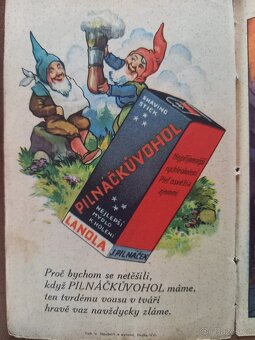 SHAVING
STICK
PILNÁČKŮVOHOL
NEJLEPŠÍ
MÝDLO
K HOLENÍ
LANOLA
J. PILNÁČEK
Proč bychom se netěšili,
když PILNÁČKŮVOHOL máme,
ten tvrdému vousu v tváři
hravě vaz navždycky zláme.